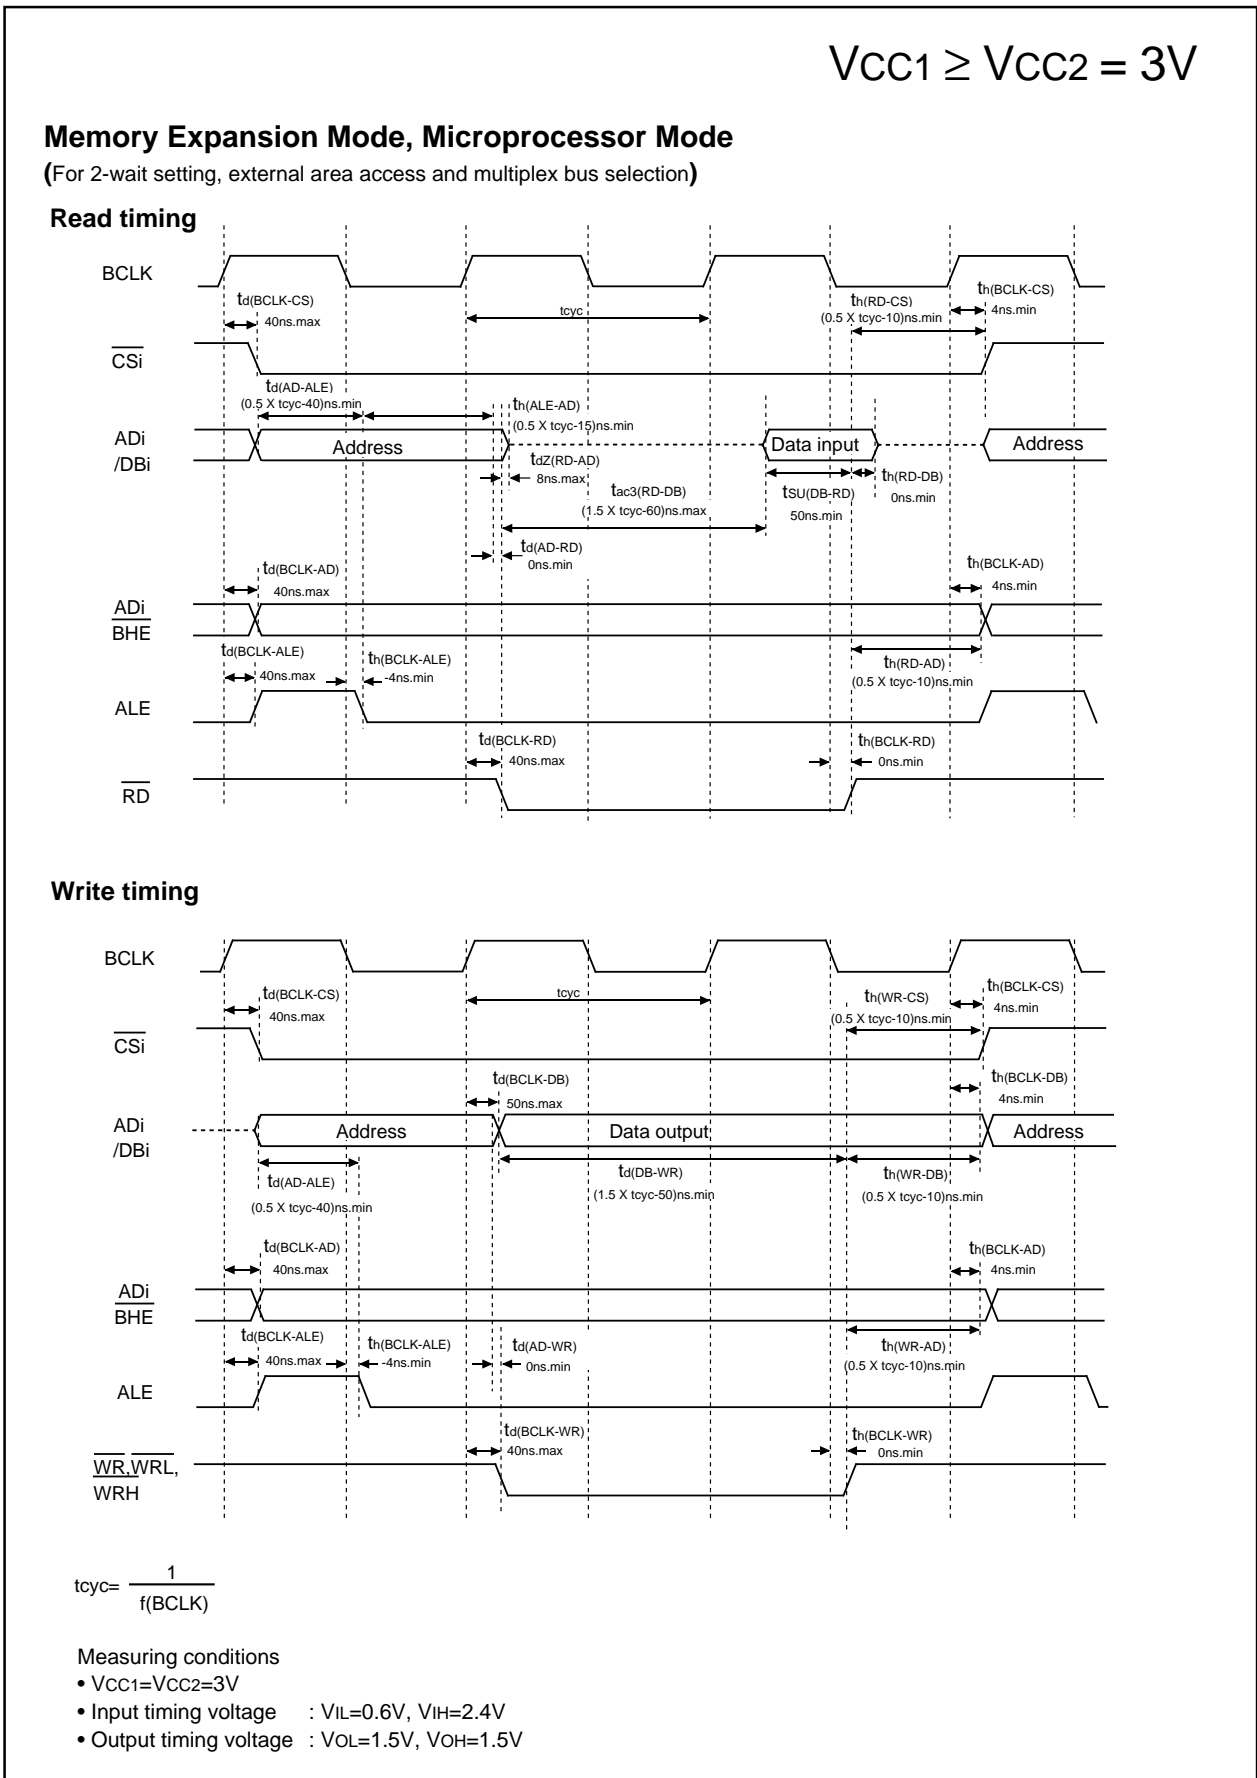 VCC1 ≥ VCC2 = 3V
Memory Expansion Mode, Microprocessor Mode
(For 2-wait setting, external area access and multiplex bus selection)
Read timing
BCLK
td(BCLK-CS)
40ns.max
tcyc
th(RD-CS)
(0.5 X tcyc-10)ns.min
th(BCLK-CS)
4ns.min
CSi
td(AD-ALE)
(0.5 X tcyc-40)ns.min
th(ALE-AD)
(0.5 X tcyc-15)ns.min
ADi
/DBi
Address
Data input
Address
tdZ(RD-AD)
8ns.max
tac3(RD-DB)
(1.5 X tcyc-60)ns.max
tSU(DB-RD)
50ns.min
th(RD-DB)
0ns.min
td(AD-RD)
0ns.min
td(BCLK-AD)
40ns.max
th(BCLK-AD)
4ns.min
ADi
BHE
td(BCLK-ALE)
40ns.max
th(BCLK-ALE)
-4ns.min
th(RD-AD)
(0.5 X tcyc-10)ns.min
ALE
td(BCLK-RD)
40ns.max
th(BCLK-RD)
0ns.min
RD
Write timing
BCLK
td(BCLK-CS)
40ns.max
tcyc
th(WR-CS)
(0.5 X tcyc-10)ns.min
th(BCLK-CS)
4ns.min
CSi
td(BCLK-DB)
50ns.max
th(BCLK-DB)
4ns.min
ADi
/DBi
Address
Data output
Address
td(AD-ALE)
(0.5 X tcyc-40)ns.min
td(DB-WR)
(1.5 X tcyc-50)ns.min
th(WR-DB)
(0.5 X tcyc-10)ns.min
td(BCLK-AD)
40ns.max
th(BCLK-AD)
4ns.min
ADi
BHE
td(BCLK-ALE)
40ns.max
th(BCLK-ALE)
-4ns.min
td(AD-WR)
0ns.min
th(WR-AD)
(0.5 X tcyc-10)ns.min
ALE
td(BCLK-WR)
40ns.max
th(BCLK-WR)
0ns.min
WR,WRL,
WRH
tcyc= 1
f(BCLK)
Measuring conditions
• VCC1=VCC2=3V
• Input timing voltage : VIL=0.6V, VIH=2.4V
• Output timing voltage : VOL=1.5V, VOH=1.5V